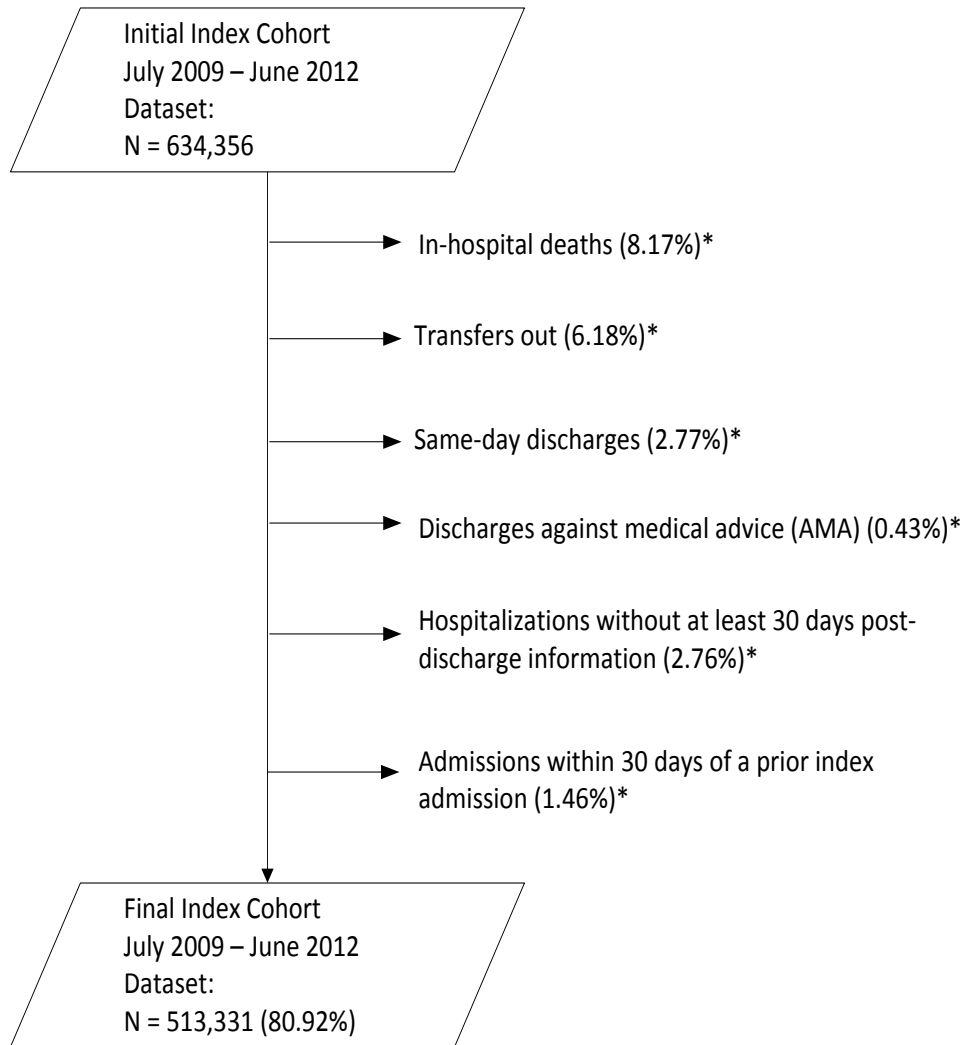 Initial Index Cohort
July 2009 – June 2012
Dataset:
N = 634,356
In-hospital deaths (8.17%)*
Transfers out (6.18%)*
Same-day discharges (2.77%)*
Discharges against medical advice (AMA) (0.43%)*
Hospitalizations without at least 30 days post-
discharge information (2.76%)*
Admissions within 30 days of a prior index
admission (1.46%)*
Final Index Cohort
July 2009 – June 2012
Dataset:
N = 513,331 (80.92%)